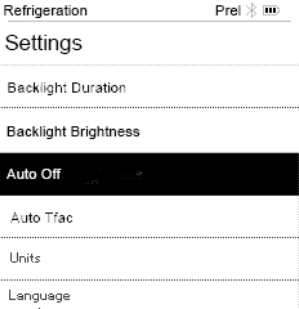 Refrigeration Prel
Settings
Backlight Duration
Backlight Brightness
Auto Off
Auto Tfac
Units
Language